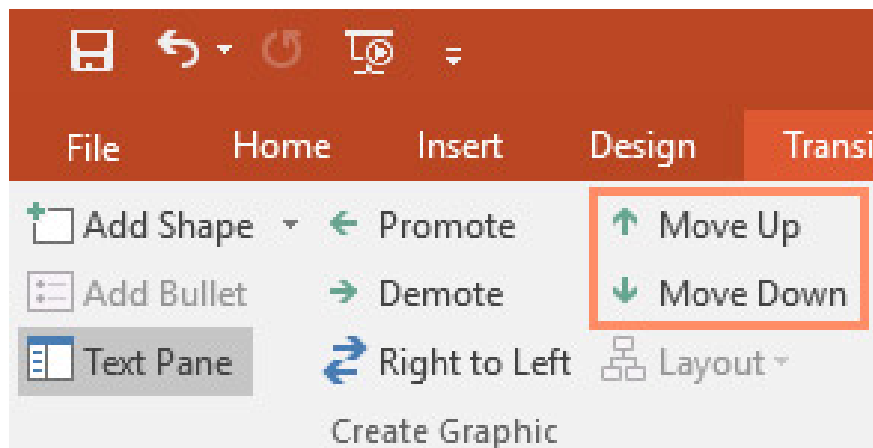 File Home Insert Design Transi
Add Shape Promote Move Up
Add Bullet Demote Move Down
Text Pane Right to Left Layout
Create Graphic